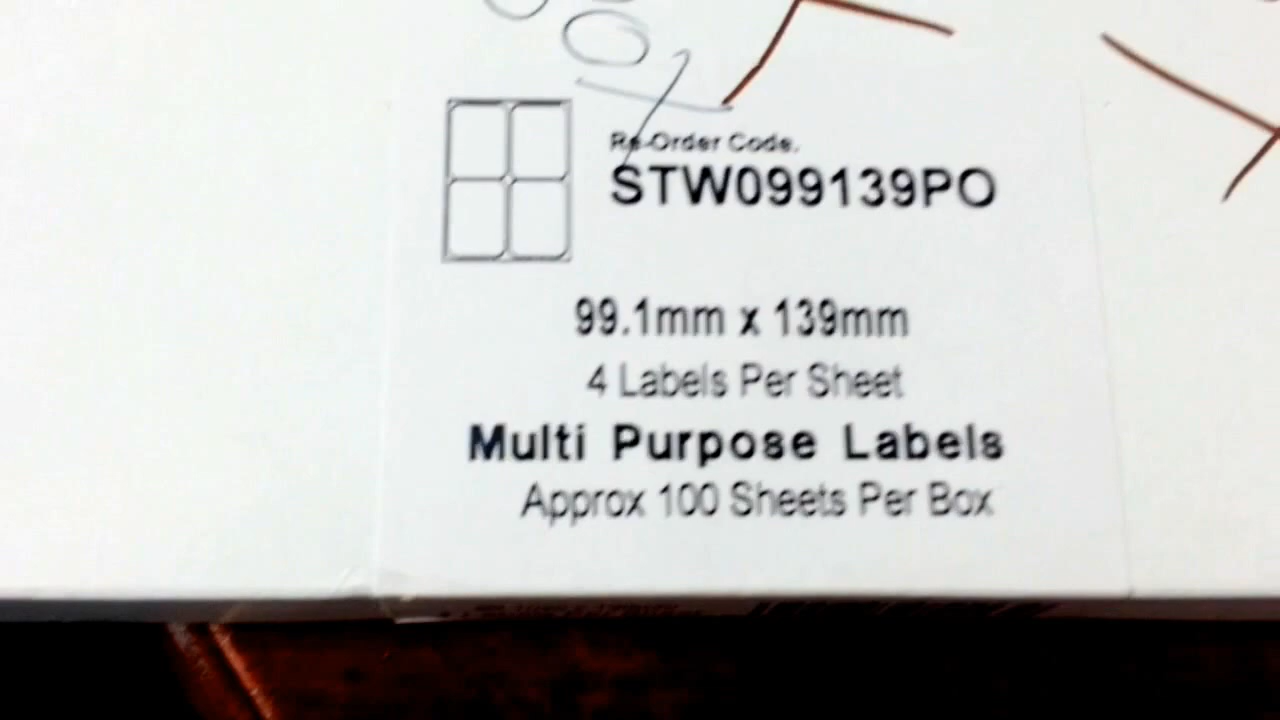 Re-Order Code.
STW099139PO
99.1mm x 139mm
4 Labels Per Sheet
Multi Purpose Labels
Approx 100 Sheets Per Box